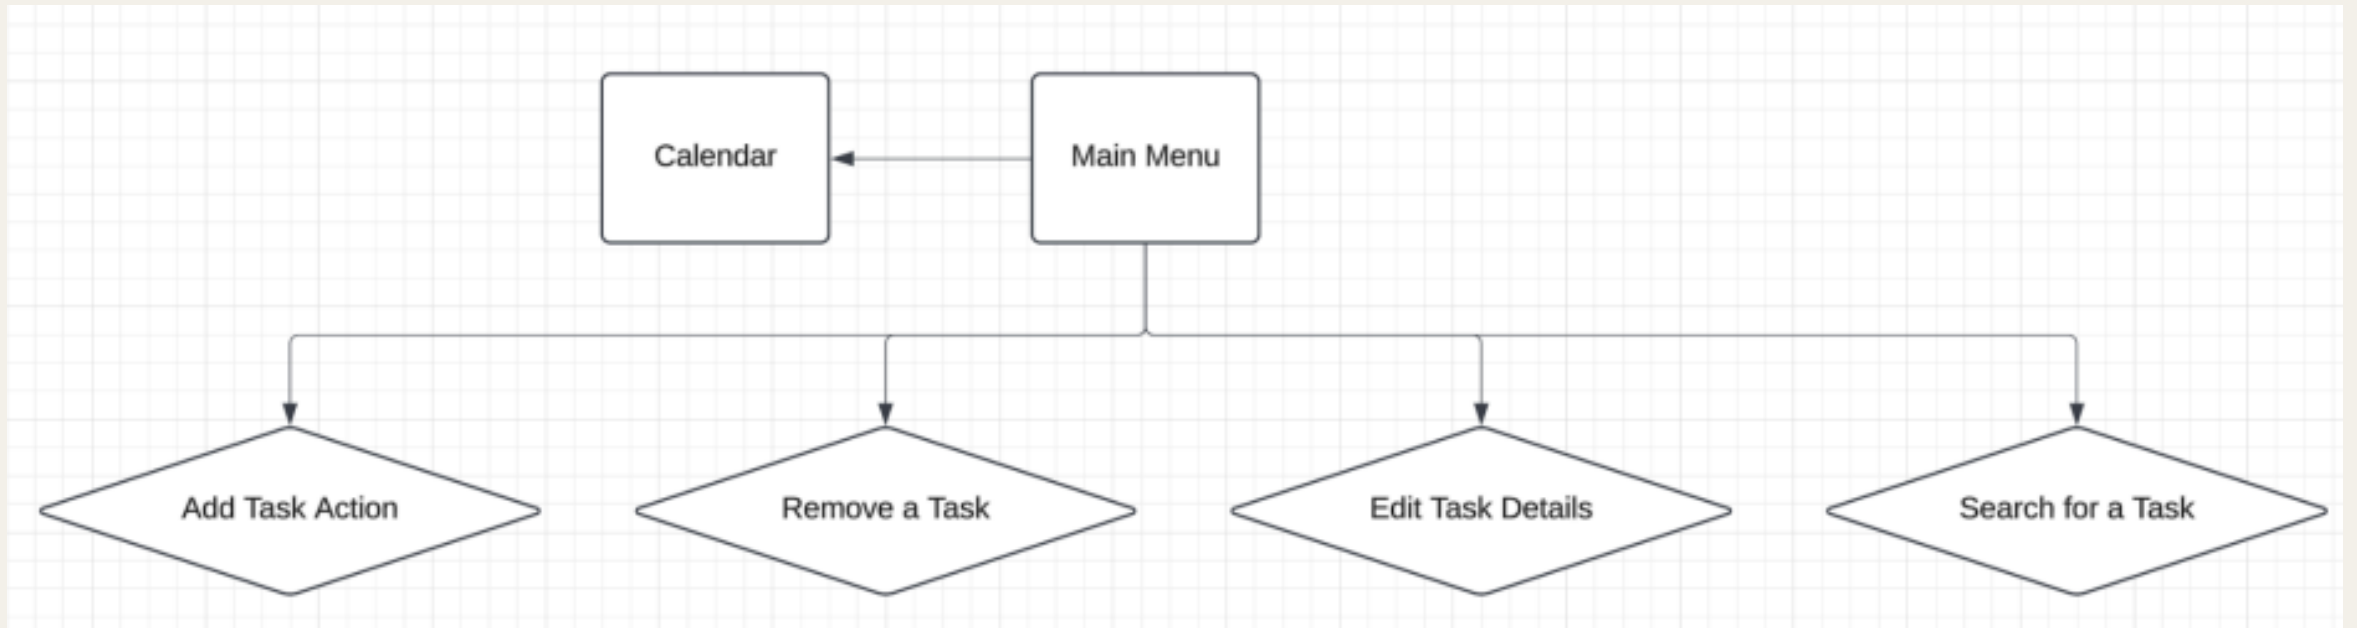 Calendar
Main Menu
Add Task Action
Remove a Task
Edit Task Details
Search for a Task